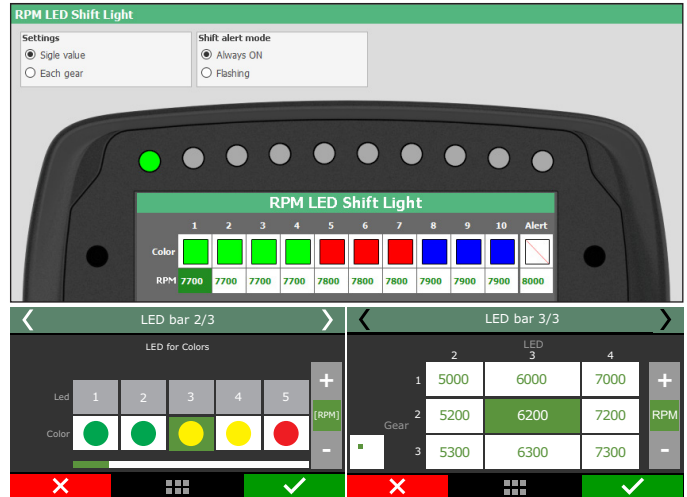 RPM LED Shift Light
Settings
Sigle value
Each gear
Shift alert mode
Always ON
Flashing
RPM LED Shift Light
1 2 3 4 5 6 7 8 9 10 Alert
Color
RPM 7700 7700 7700 7700 7800 7800 7800 7900 7900 7900 8000
LED bar 2/3
LED for Colors
Led 1 2 3 4 5
Color
+
[RPM]
-
LED bar 3/3
LED
2 3 4
1 5000 6000 7000
Gear 2 5200 6200 7200
3 5300 6300 7300
+
RPM
-